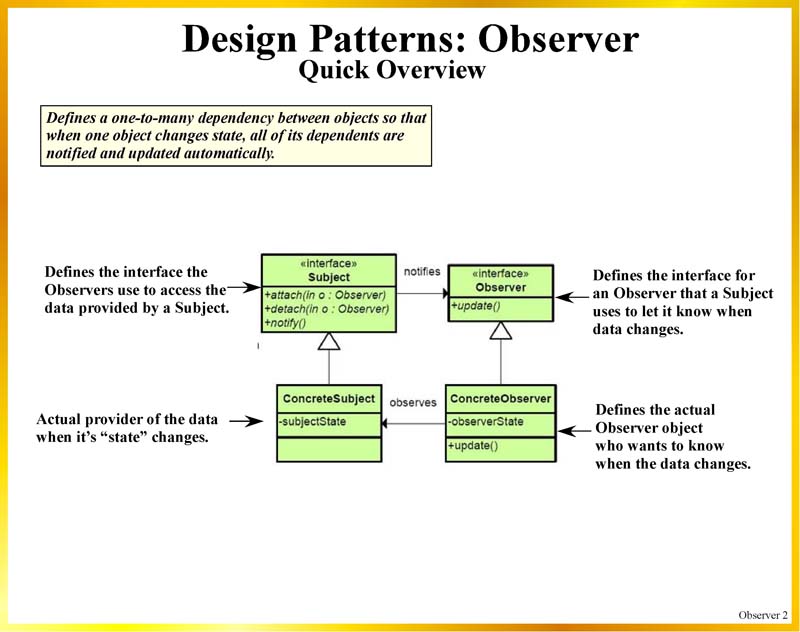 Design Patterns: Observer
Quick Overview
Defines a one-to-many dependency between objects so that
when one object changes state, all of its dependents are
notified and updated automatically.
Defines the interface the
Observers use to access the
data provided by a Subject.
«interface»
Subject
+attach(in o : Observer)
+detach(in o : Observer)
+notify()
notifies
«interface»
Observer
+update()
Defines the interface for
an Observer that a Subject
uses to let it know when
data changes.
Actual provider of the data
when it’s “state” changes.
ConcreteSubject
-subjectState
observes
ConcreteObserver
-observerState
+update()
Defines the actual
Observer object
who wants to know
when the data changes.
Observer 2